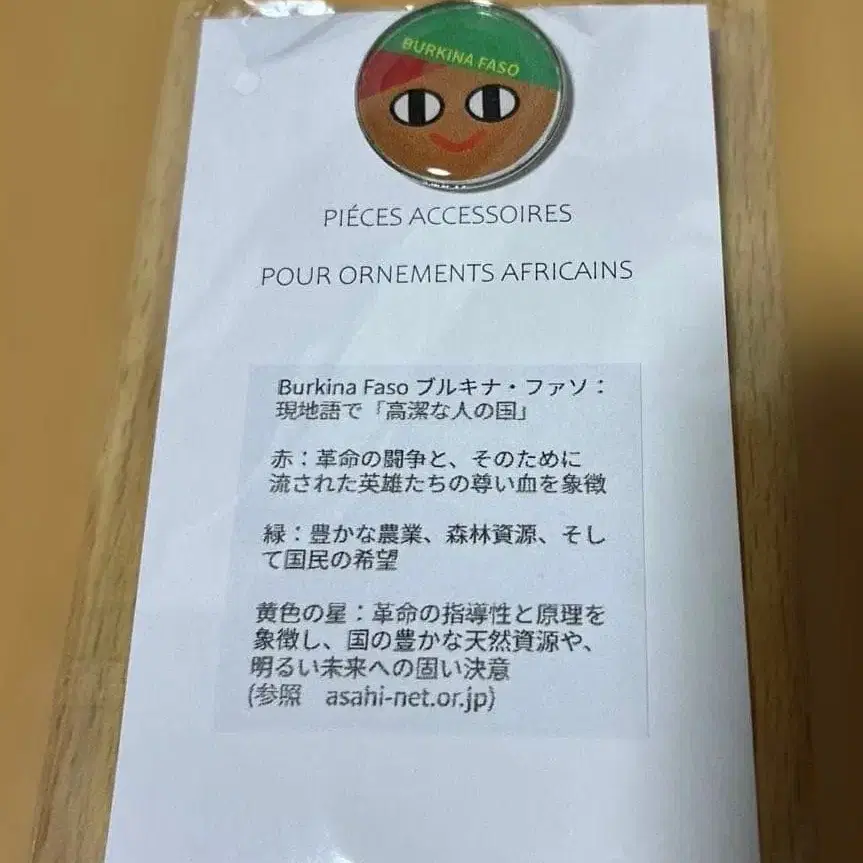 BURKINA FASO
PIÉCES ACCESSOIRES
POUR ORNEMENTS AFRICAINS
Burkina Faso ブルキナ・ファソ：
現地語で「高潔な人の国」
赤：革命の闘争と、そのために
流された英雄たちの尊い血を象徴
緑：豊かな農業、森林資源、そし
て国民の希望
黄色の星：革命の指導性と原理を
象徴し、国の豊かな天然資源や、
明るい未来への固い決意
(参照　asahi-net.or.jp)